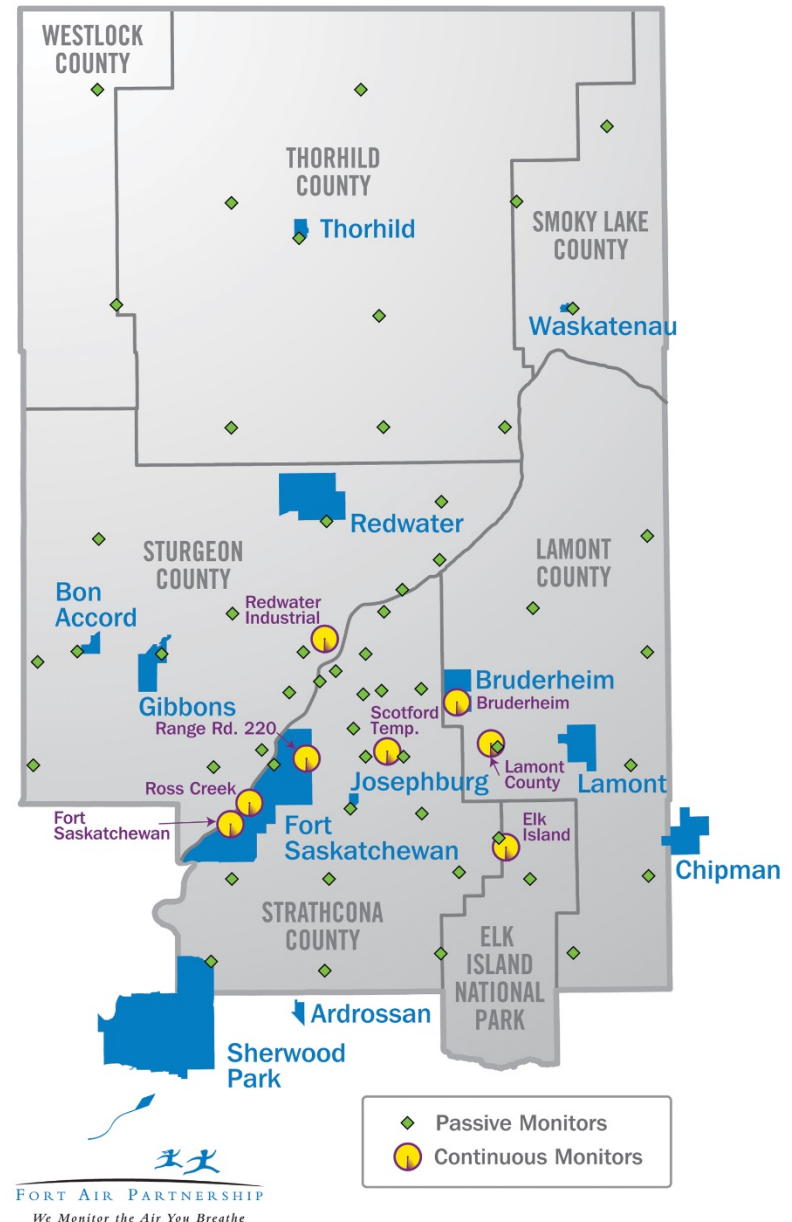 WESTLOCK
COUNTY
THORHILD
COUNTY
Thorhild
SMOKY LAKE
COUNTY
Waskatenau
Redwater
STURGEON
COUNTY
LAMONT
COUNTY
Bon
Accord
Redwater
Industrial
Gibbons
Bruderheim
Bruderheim
Range Rd. 220
Scotford
Temp.
Lamont
County
Lamont
Josephburg
Ross Creek
Fort
Saskatchewan
Fort
Saskatchewan
Elk
Island
Chipman
STRATHCONA
COUNTY
ELK
ISLAND
NATIONAL
PARK
Ardrossan
Sherwood
Park
Passive Monitors
Continuous Monitors
FORT AIR PARTNERSHIP
We Monitor the Air You Breathe